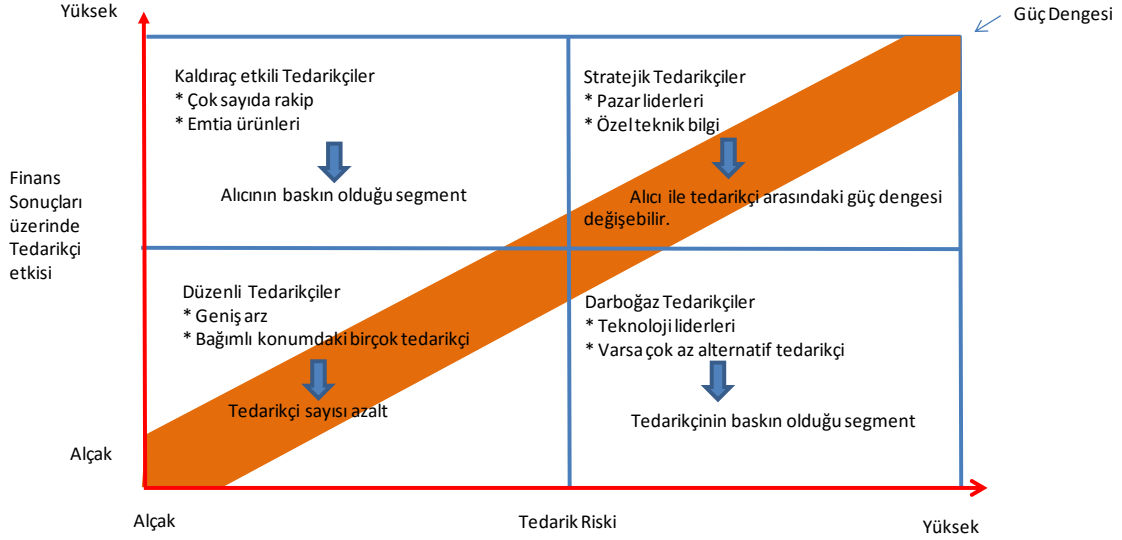 Yüksek
Güç Dengesi
Kaldıraç etkili Tedarikçiler
* Çok sayıda rakip
* Emtia ürünleri
Alıcının baskın olduğu segment
Stratejik Tedarikçiler
* Pazar liderleri
* Özel teknik bilgi
Alıcı ile tedarikçi arasındaki güç dengesi
değişebilir.
Finans
Sonuçları
üzerinde
Tedarikçi
etkisi
Düzenli Tedarikçiler
* Geniş arz
* Bağımlı konumdaki birçok tedarikçi
Tedarikçi sayısı azalt
Darboğaz Tedarikçiler
* Teknoloji liderleri
* Varsa çok az alternatif tedarikçi
Tedarikçinin baskın olduğu segment
Alçak
Alçak
Tedarik Riski
Yüksek